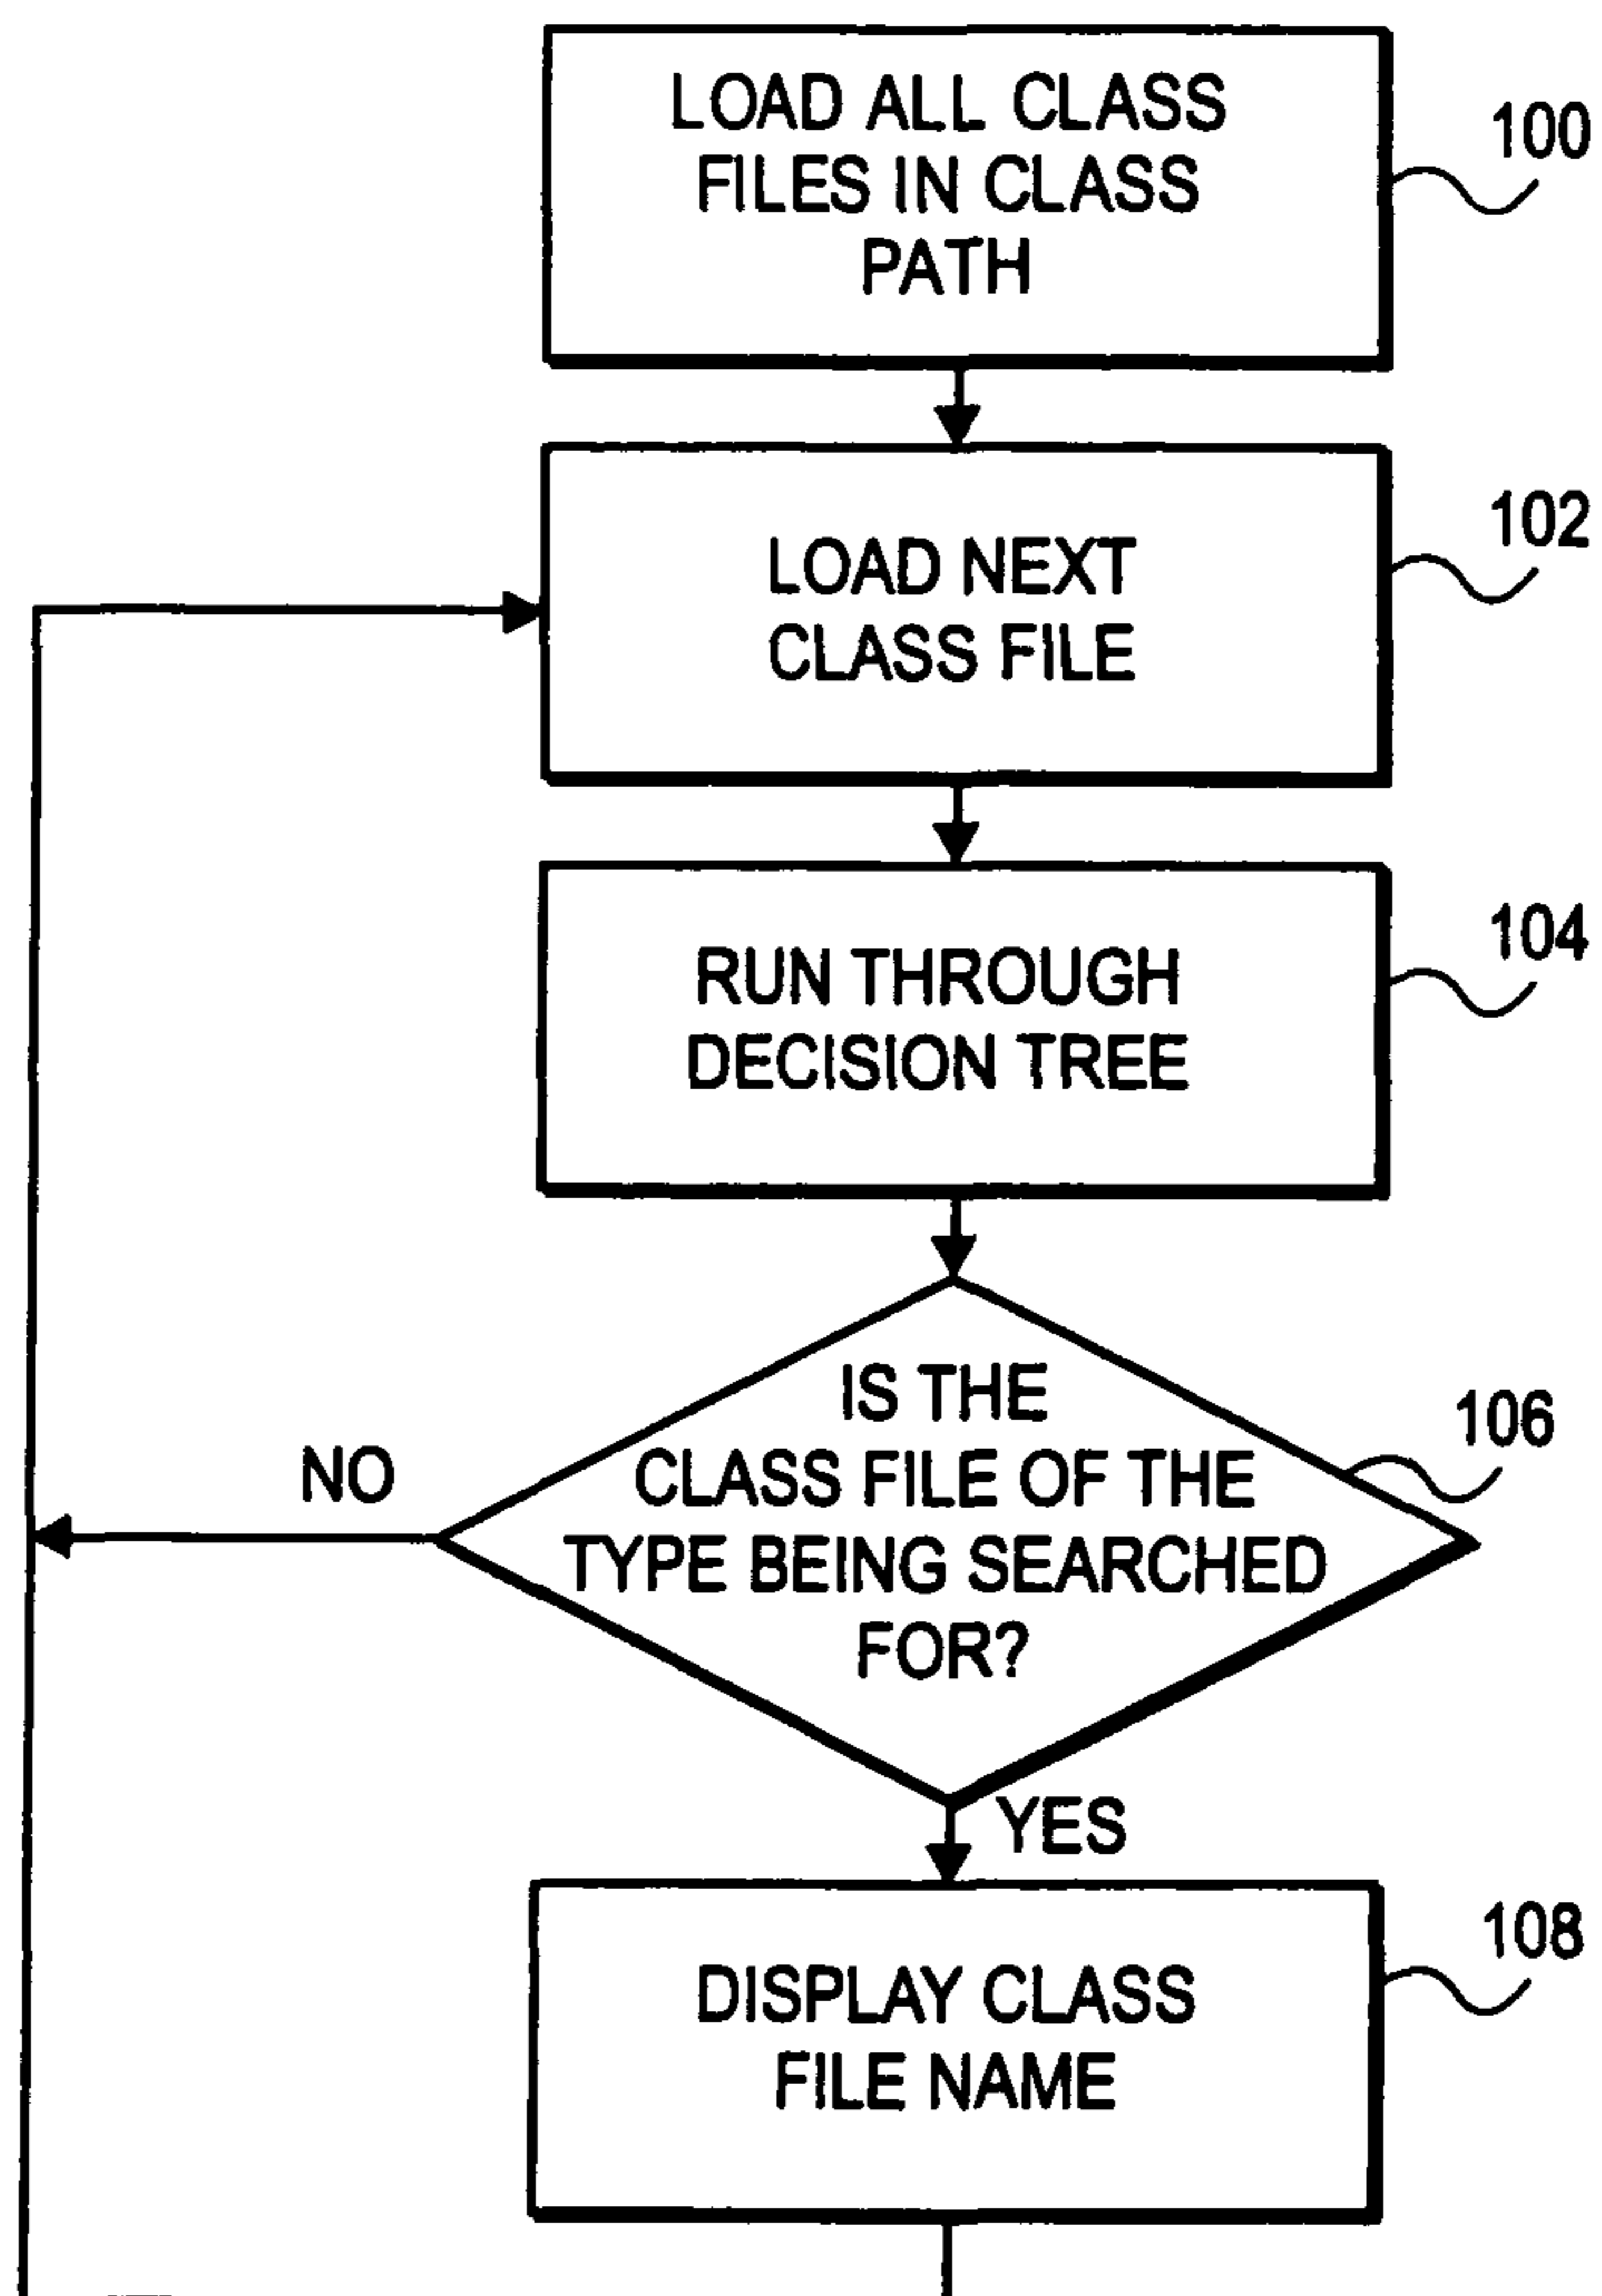 LOAD ALL CLASS
FILES IN CLASS
PATH
100
LOAD NEXT
CLASS FILE
102
RUN THROUGH
DECISION TREE
104
IS THE
CLASS FILE OF THE
TYPE BEING SEARCHED
FOR?
106
NO
YES
DISPLAY CLASS
FILE NAME
108